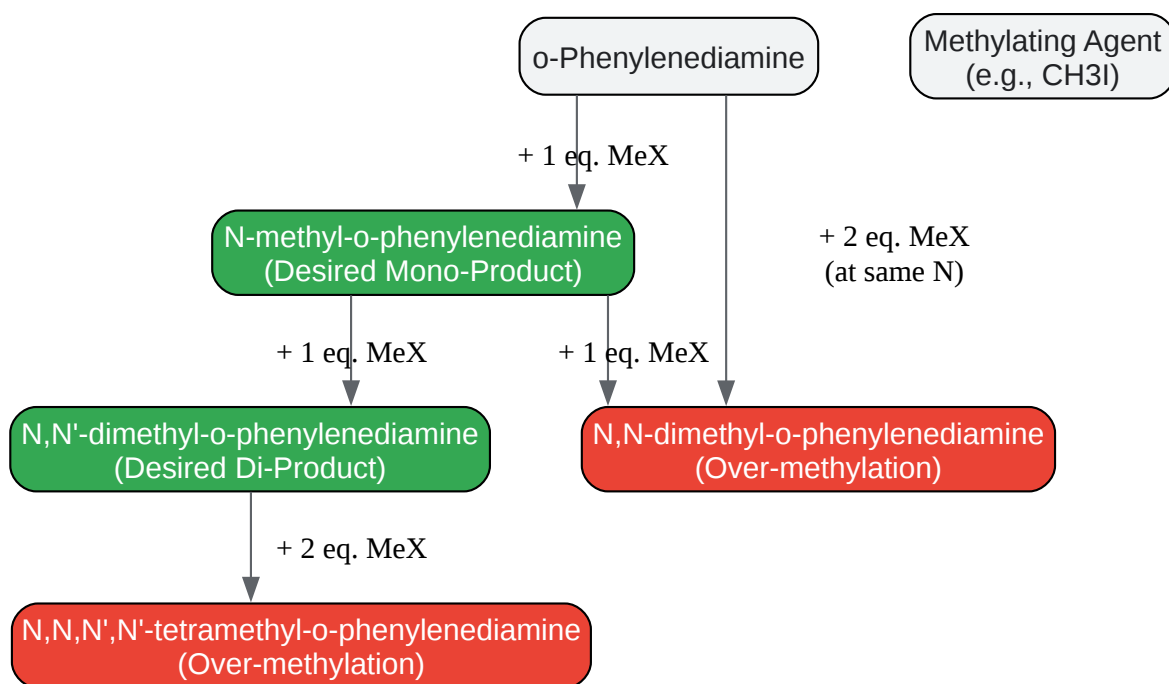 o-Phenylenediamine
Methylating Agent
(e.g., CH3I)
+ 1 eq. MeX
N-methyl-o-phenylenediamine
(Desired Mono-Product)
+ 2 eq. MeX
(at same N)
+ 1 eq. MeX
+ 1 eq. MeX
N,N'-dimethyl-o-phenylenediamine
(Desired Di-Product)
N,N-dimethyl-o-phenylenediamine
(Over-methylation)
+ 2 eq. MeX
N,N,N',N'-tetramethyl-o-phenylenediamine
(Over-methylation)